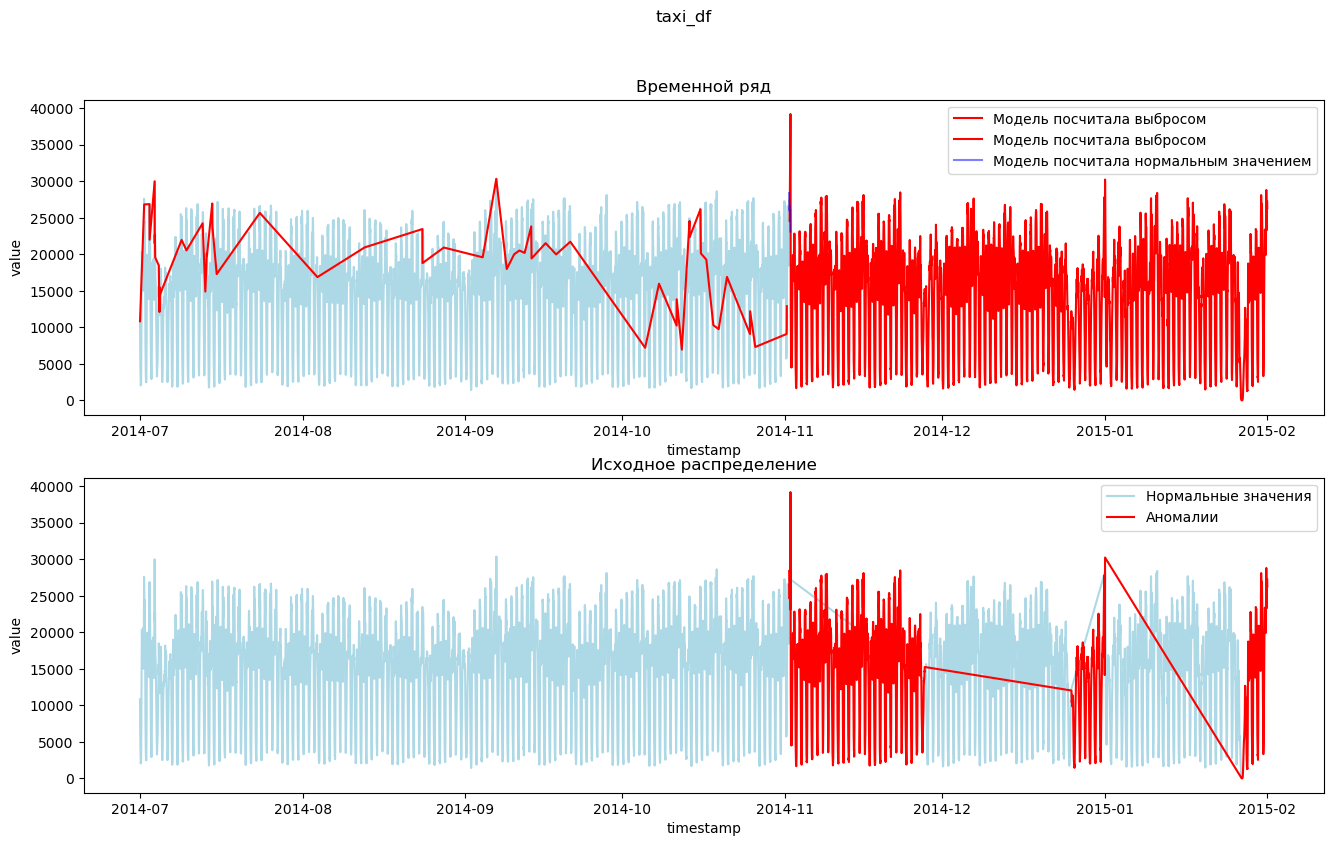 taxi_df
Временной ряд
40000
35000
30000
25000
20000
15000
10000
5000
0
value
Модель посчитала выбросом
Модель посчитала выбросом
Модель посчитала нормальным значением
2014-07 2014-08 2014-09 2014-10 2014-11 2014-12 2015-01 2015-02
timestamp
Исходное распределение
40000
35000
30000
25000
20000
15000
10000
5000
0
value
Нормальные значения
Аномалии
2014-07 2014-08 2014-09 2014-10 2014-11 2014-12 2015-01 2015-02
timestamp